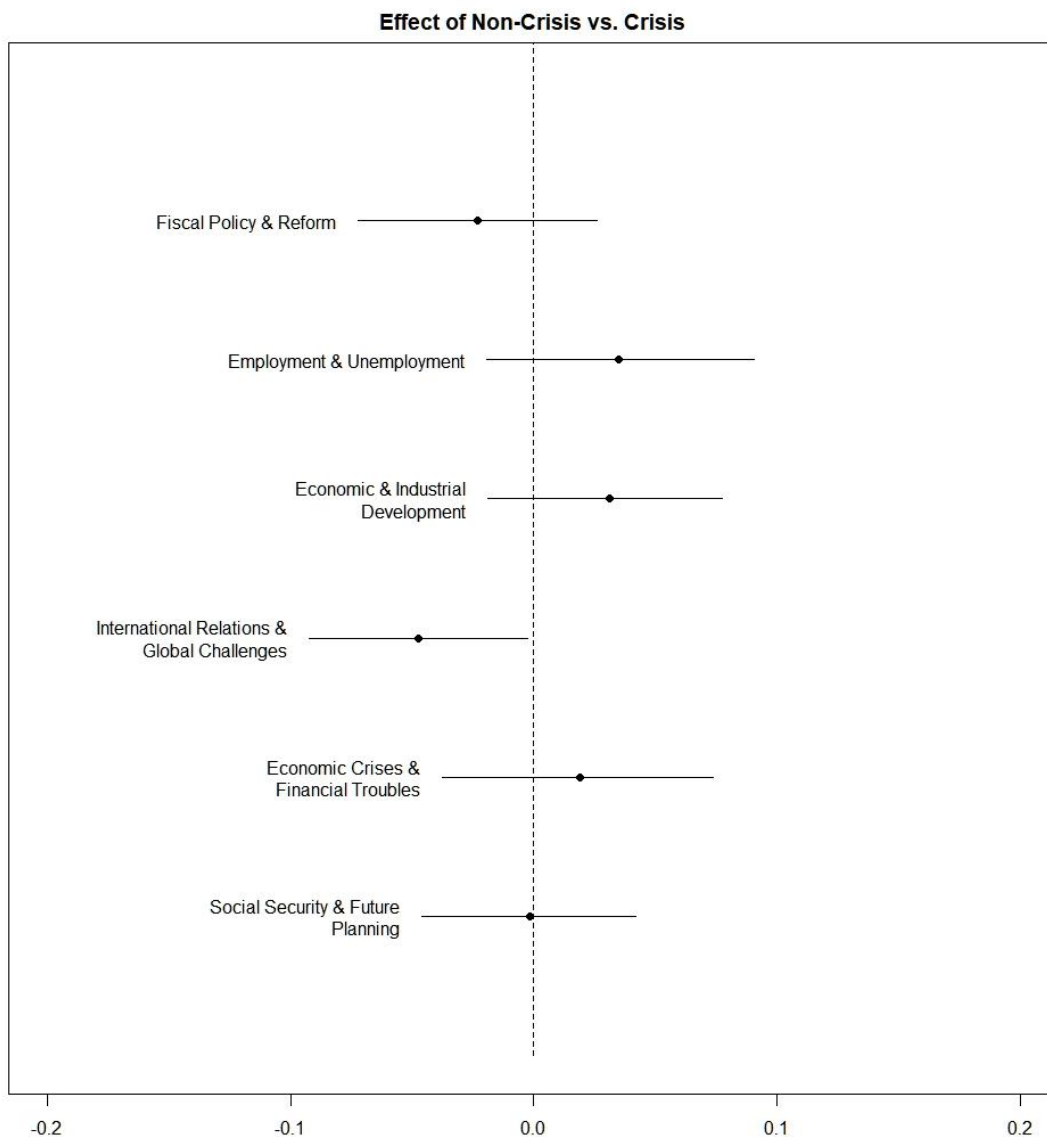 Effect of Non-Crisis vs. Crisis
Fiscal Policy & Reform
Employment & Unemployment
Economic & Industrial
Development
International Relations &
Global Challenges
Economic Crises &
Financial Troubles
Social Security & Future
Planning
-0.2 -0.1 0.0 0.1 0.2